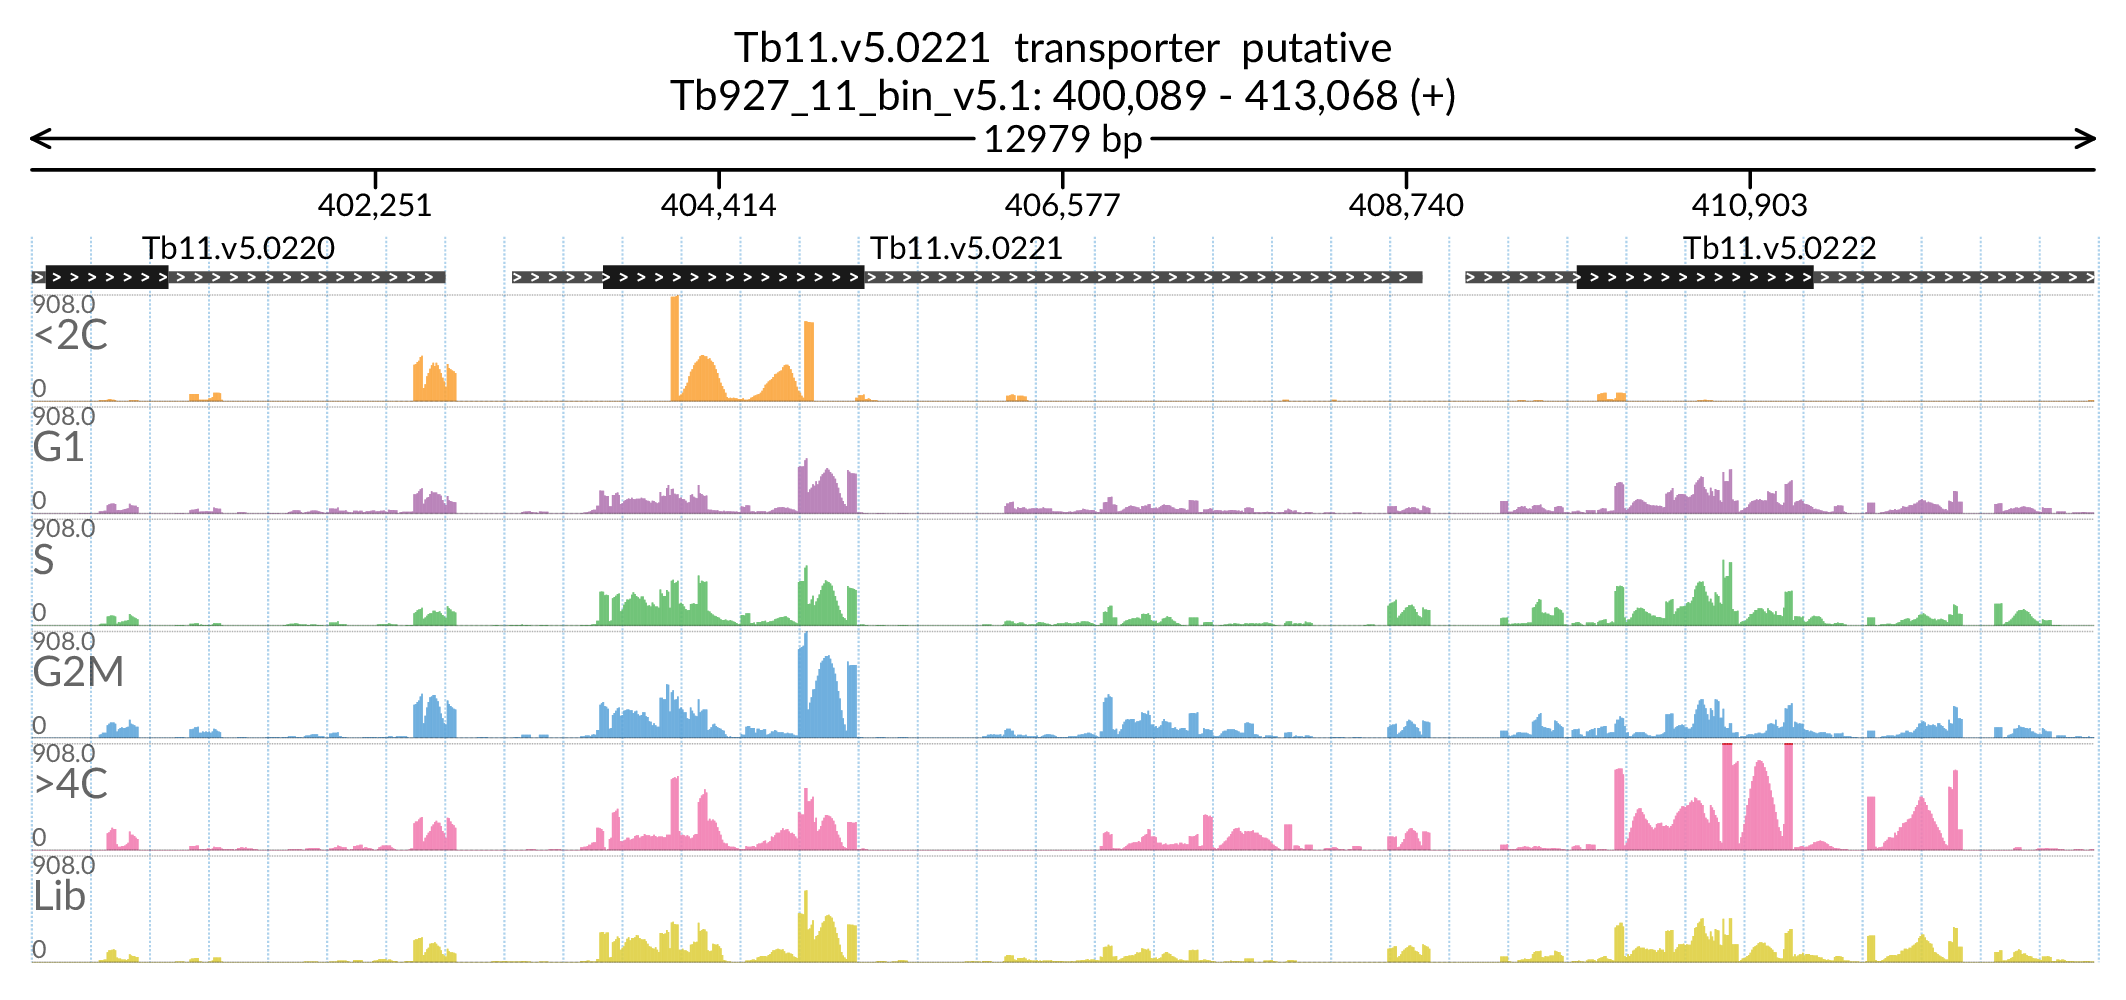 Tb11.v5.0221 transporter putative
Tb927_11_bin_v5.1: 400,089 - 413,068 (+)
12979 bp
402,251 404,414 406,577 408,740 410,903
Tb11.v5.0220 Tb11.v5.0221 Tb11.v5.0222
908.0
<2C
0
908.0
G1
0
908.0
S
0
908.0
G2M
0
908.0
>4C
0
908.0
Lib
0